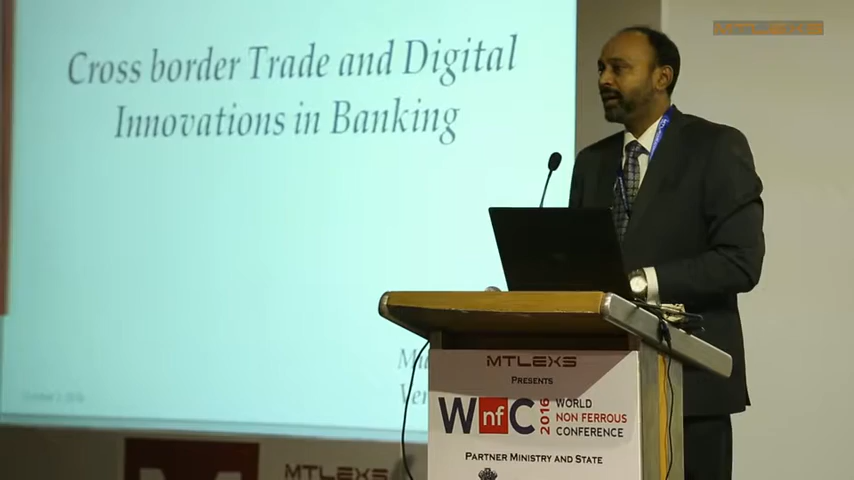 MTLEXS
Cross border Trade and Digital
Innovations in Banking
MTLEXS
PRESENTS
WnfC 2016 WORLD
NON FERROUS
CONFERENCE
PARTNER MINISTRY AND STATE
MTLEXS